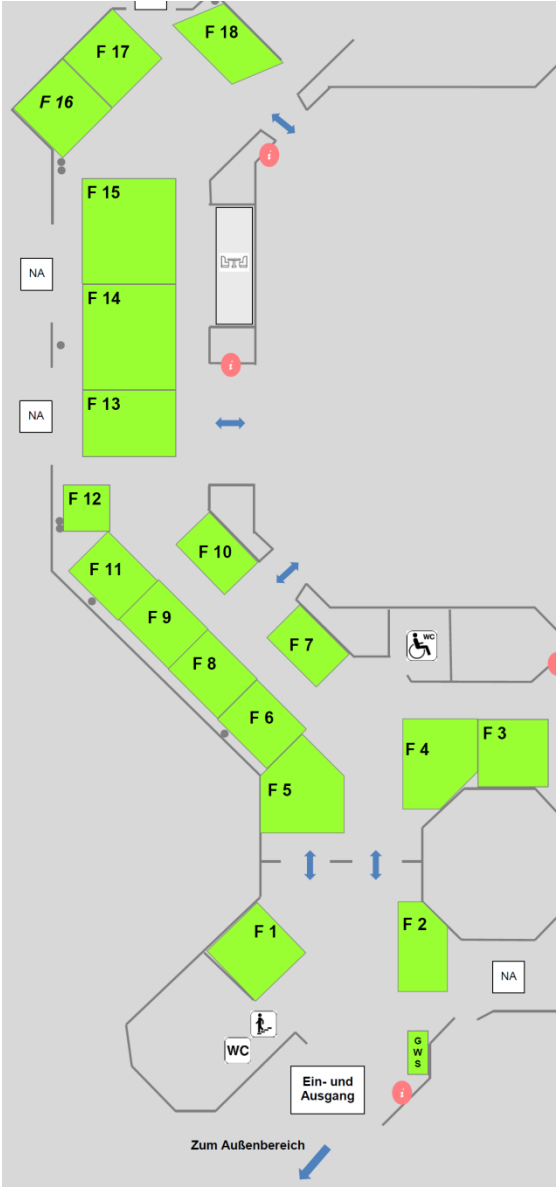 F 18
F 17
F 16
i
F 15
NA
F 14
i
F 13
NA
F 12
F 10
F 11
F 9
F 7
WC
F 8
F 6
F 3
F 4
F 5
F 1
F 2
NA
WC
G
W
S
Ein- und
Ausgang
i
Zum Außenbereich